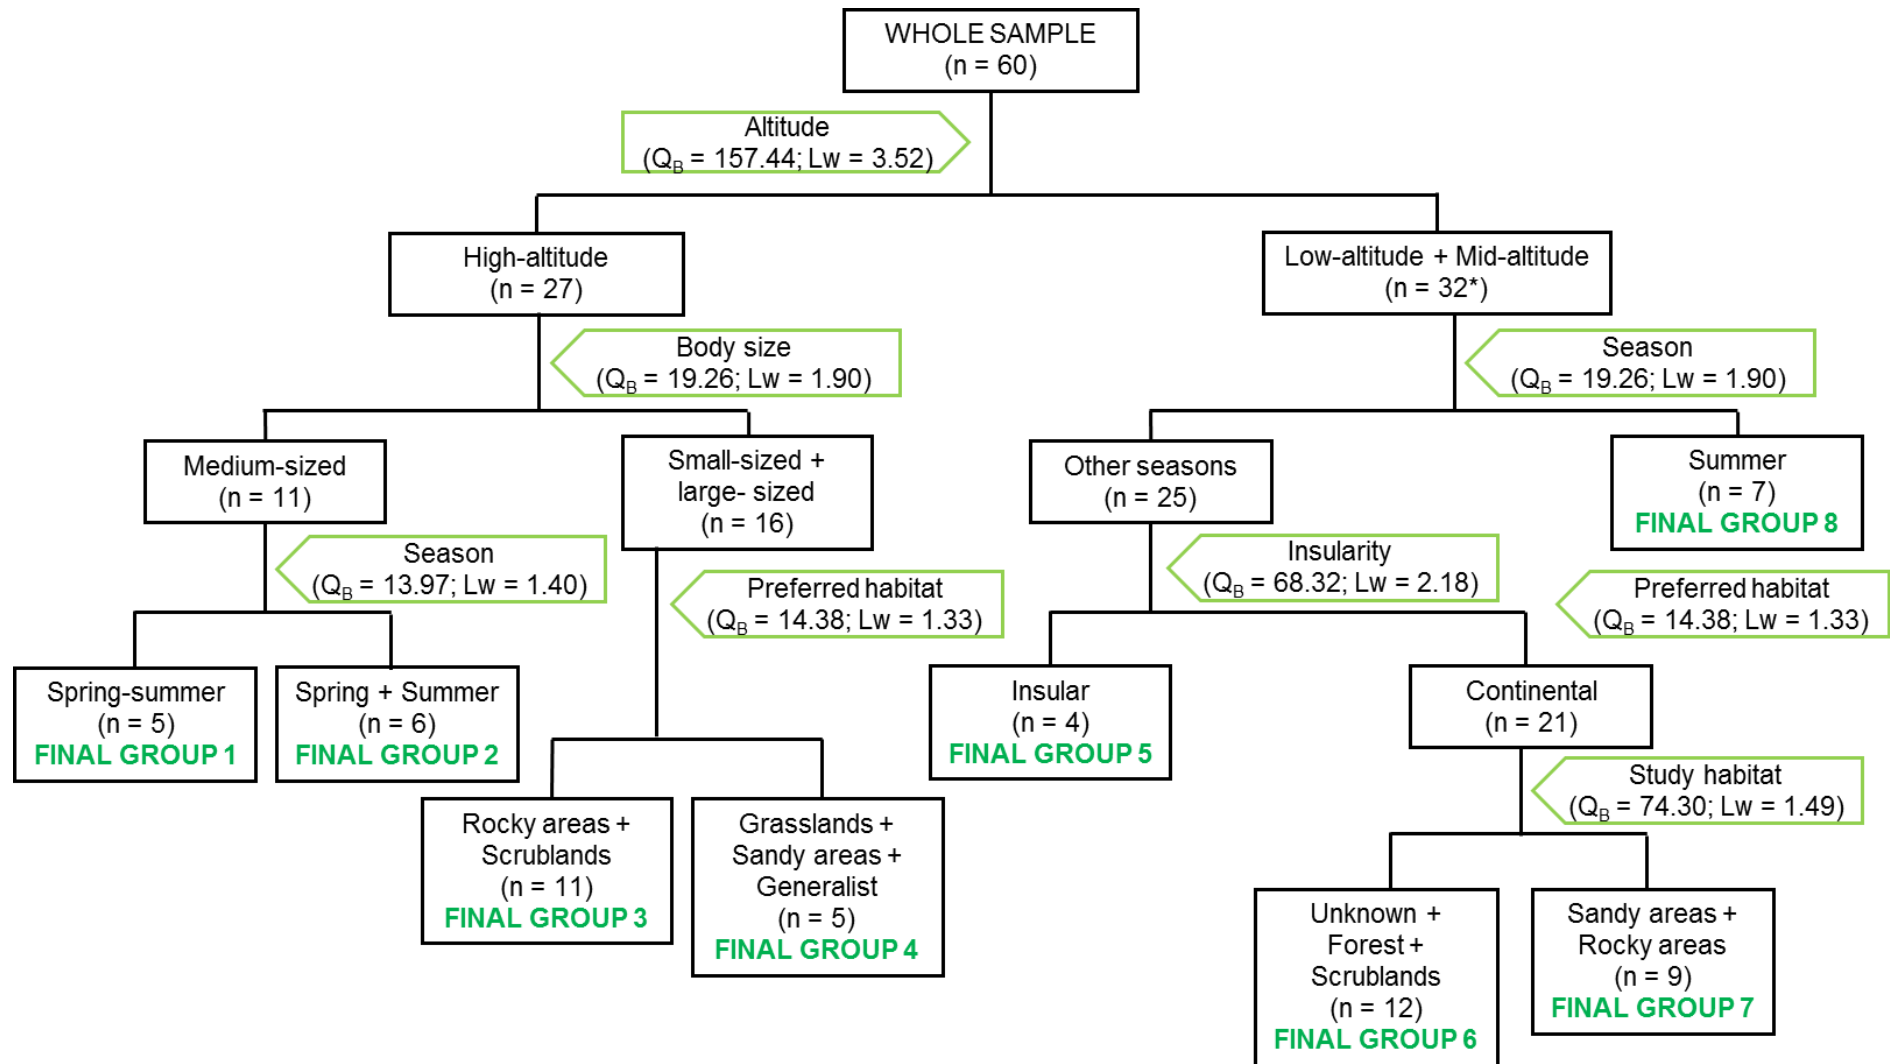 WHOLE SAMPLE
(n = 60)
Altitude
(QB = 157.44; Lw = 3.52)
High-altitude
(n = 27)
Low-altitude + Mid-altitude
(n = 32*)
Body size
(QB = 19.26; Lw = 1.90)
Season
(QB = 19.26; Lw = 1.90)
Medium-sized
(n = 11)
Small-sized +
large- sized
(n = 16)
Other seasons
(n = 25)
Summer
(n = 7)
FINAL GROUP 8
Season
(QB = 13.97; Lw = 1.40)
Preferred habitat
(QB = 14.38; Lw = 1.33)
Insularity
(QB = 68.32; Lw = 2.18)
Preferred habitat
(QB = 14.38; Lw = 1.33)
Spring-summer
(n = 5)
FINAL GROUP 1
Spring + Summer
(n = 6)
FINAL GROUP 2
Insular
(n = 4)
FINAL GROUP 5
Continental
(n = 21)
Study habitat
(QB = 74.30; Lw = 1.49)
Rocky areas +
Scrublands
(n = 11)
FINAL GROUP 3
Grasslands +
Sandy areas +
Generalist
(n = 5)
FINAL GROUP 4
Unknown +
Forest +
Scrublands
(n = 12)
FINAL GROUP 6
Sandy areas +
Rocky areas
(n = 9)
FINAL GROUP 7